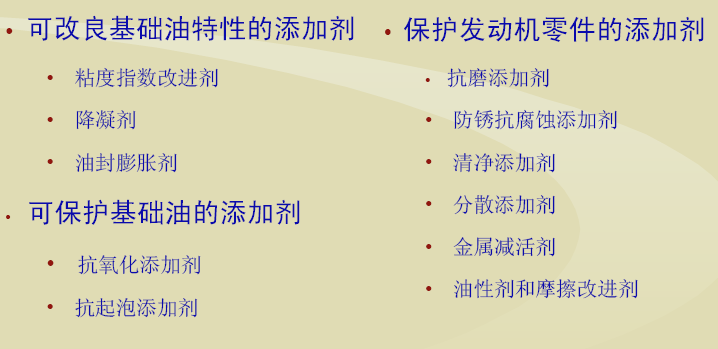 可改良基础油特性的添加剂
粘度指数改进剂
降凝剂
油封膨胀剂
可保护基础油的添加剂
抗氧化添加剂
抗起泡添加剂
保护发动机零件的添加剂
抗磨添加剂
防锈抗腐蚀添加剂
清净添加剂
分散添加剂
金属减活剂
油性剂和摩擦改进剂